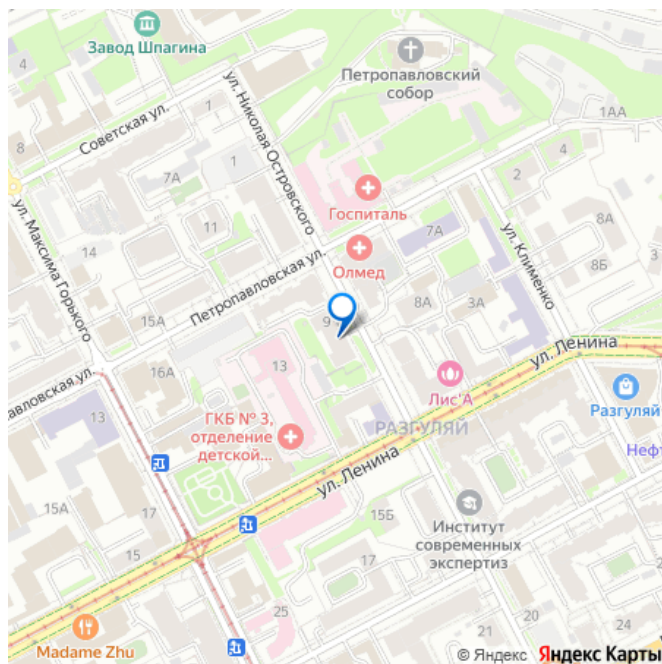 Завод Шпагина
4
Петропавловский
собор
1АА
Советская ул.
1
8
7А
1
ул. Николая Островского
4
2
Госпиталь
ул. Максима Горького
11
7А
8А
14
Олмед
ул. Клименко
8Б
Петропавловская ул.
8А
3А
15А
9
ул. Ленина
16А
13
Лис'А
павловская ул.
13
Разгуляй
ГКБ № 3,
отделение
детской...
РАЗГУЛЯЙ
Нефт
ул. Ленина
15А
17
15Б
Институт
современных
экспертиз
15
17
25
20
24
21
27
Madame Zhu
© Яндекс Яндекс Карты